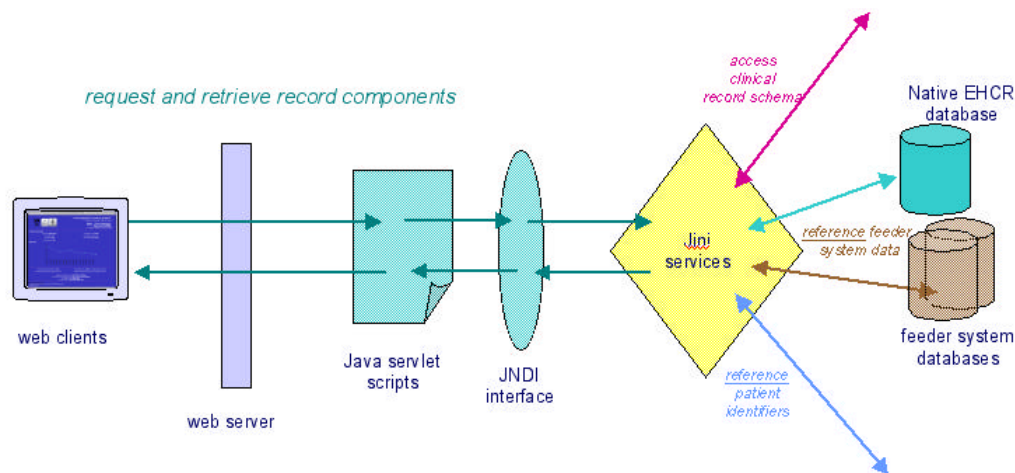 access
clinical
record schema
request and retrieve record components
Native EHCR
database
Jini
services
reference feeder
system data
web clients
Java servlet
scripts
JNDI
interface
feeder system
databases
reference
patient
identifiers
web server